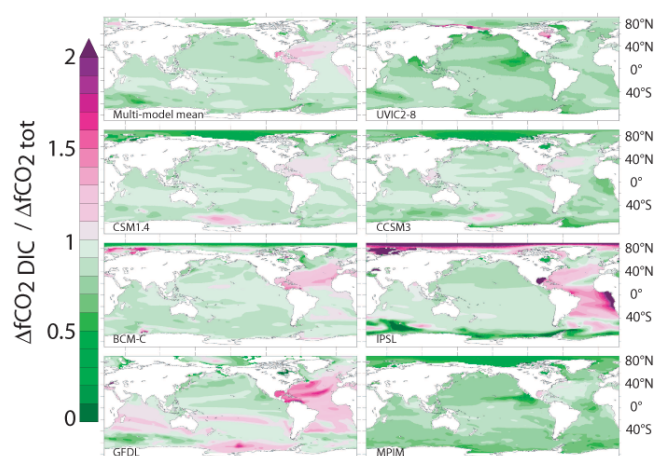 ΔfCO2 DIC / ΔfCO2 tot
2
1.5
1
0.5
0
Multi-model mean
UVIC2-8
80°N
40°N
0°
40°S
CSM1.4
CCSM3
80°N
40°N
0°
40°S
BCM-C
IPSL
80°N
40°N
0°
40°S
GFDL
MPIM
80°N
40°N
0°
40°S